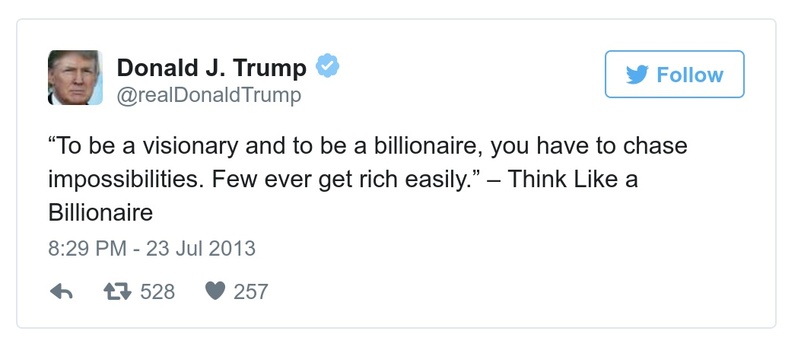 Donald J. Trump
@realDonaldTrump
Follow
“To be a visionary and to be a billionaire, you have to chase
impossibilities. Few ever get rich easily.” – Think Like a
Billionaire
8:29 PM - 23 Jul 2013
528 257